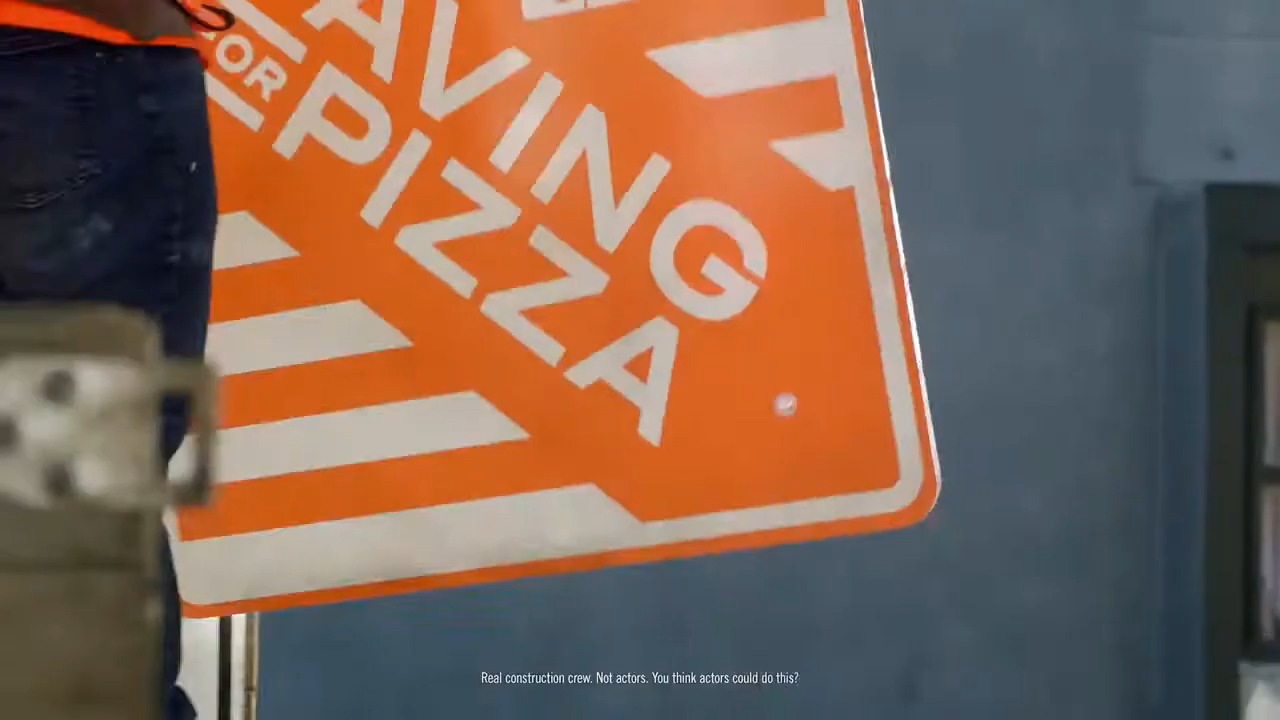 AVING
FOR
PIZZA
Real construction crew. Not actors. You think actors could do this?